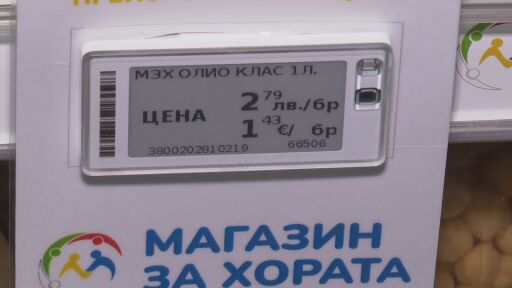 МЗХ ОЛИО КЛАС 1Л.
ЦЕНА 2 79 лв./бр
1 43 €/ бр
3800202810219 66506
МАГАЗИН
ЗА ХОРАТА